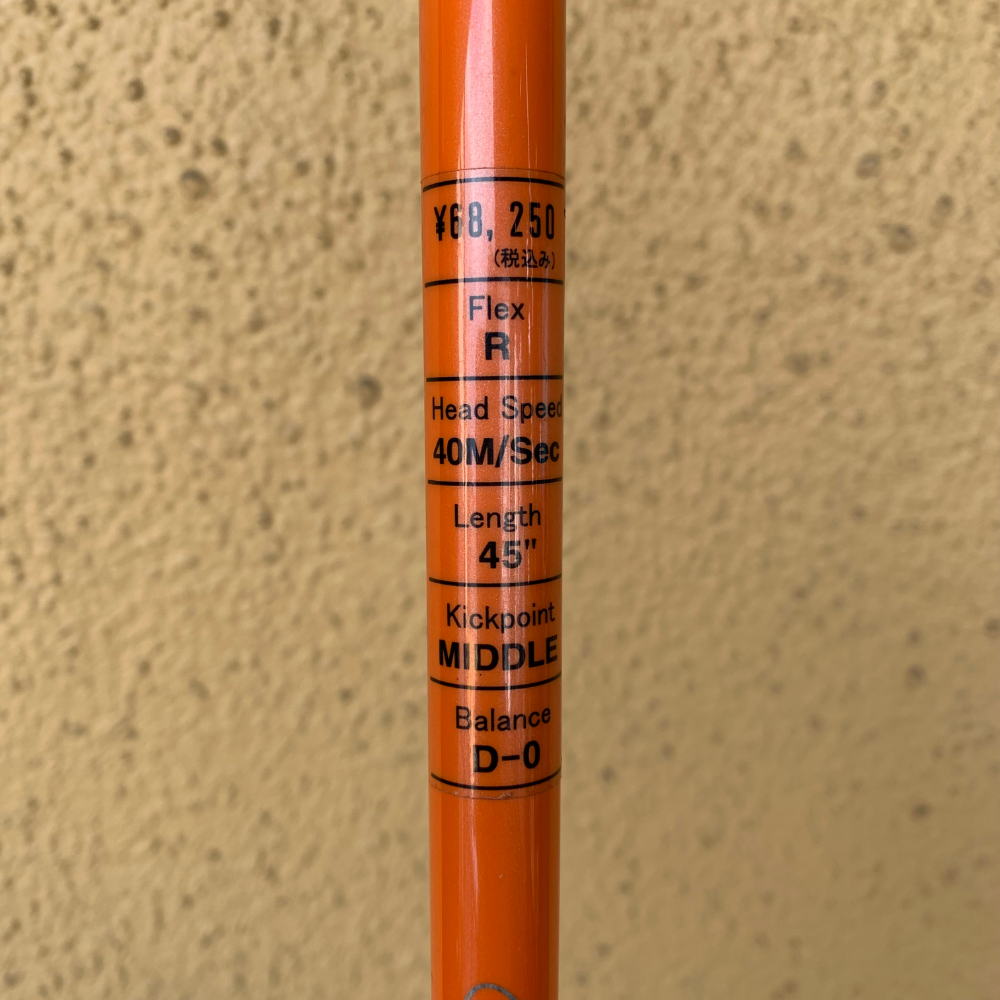 ¥68, 250
(税込み)
Flex
R
Head Speed
40M/Sec
Length
45"
Kickpoint
MIDDLE
Balance
D-0